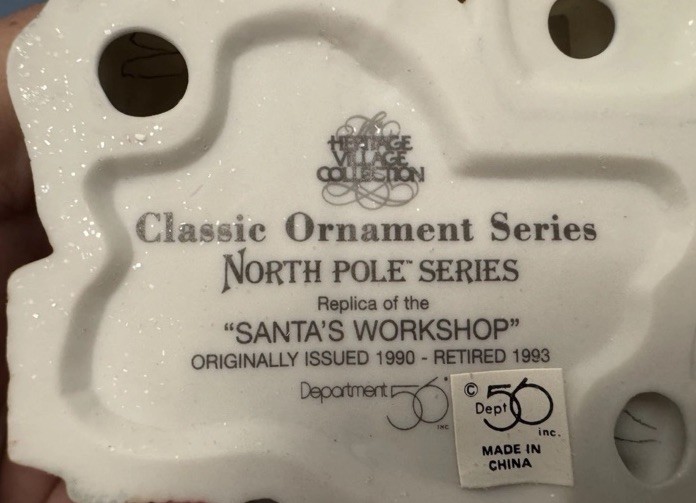 The
HERITAGE
VILLAGE
COLLECTION
Classic Ornament Series
NORTH POLE™ SERIES
Replica of the
“SANTA'S WORKSHOP”
ORIGINALLY ISSUED 1990 - RETIRED 1993
Department 56® INC
© Dept 56 inc.
MADE IN
CHINA